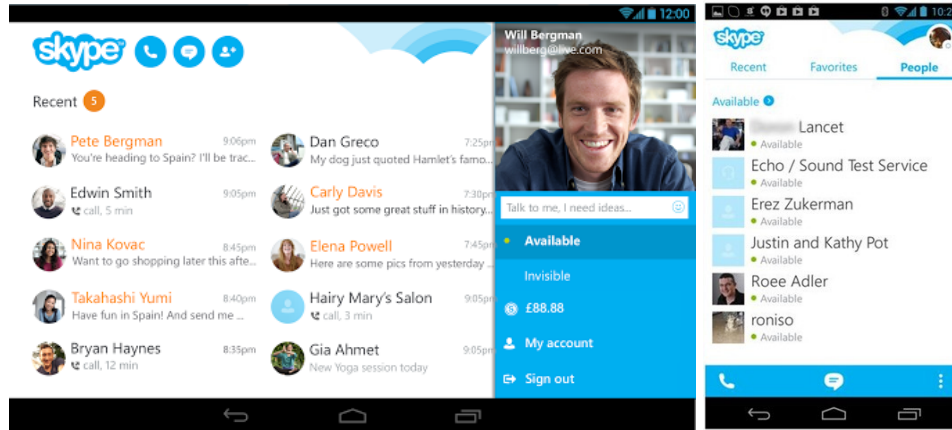 12:00
skype
Recent 5
Pete Bergman 9:06pm
You're heading to Spain? I'll be trac...
Edwin Smith 9:05pm
call, 5 min
Nina Kovac 8:45pm
Want to go shopping later this afte...
Takahashi Yumi 8:40pm
Have fun in Spain! And send me ...
Bryan Haynes 8:35pm
call, 12 min
Dan Greco 7:25pm
My dog just quoted Hamlet's famo...
Carly Davis 7:30pm
Just got some great stuff in history...
Elena Powell 7:45pm
Here are some pics from yesterday ...
Hairy Mary's Salon 9:05pm
call, 3 min
Gia Ahmet 9:05pm
New Yoga session today
Will Bergman
willberg@live.com
Talk to me, I need ideas...
Available
Invisible
£88.88
My account
Sign out
10:2
skype
Recent Favorites People
Available
Lancet
Available
Echo / Sound Test Service
Available
Erez Zukerman
Available
Justin and Kathy Pot
Available
Roee Adler
Available
roniso
Available